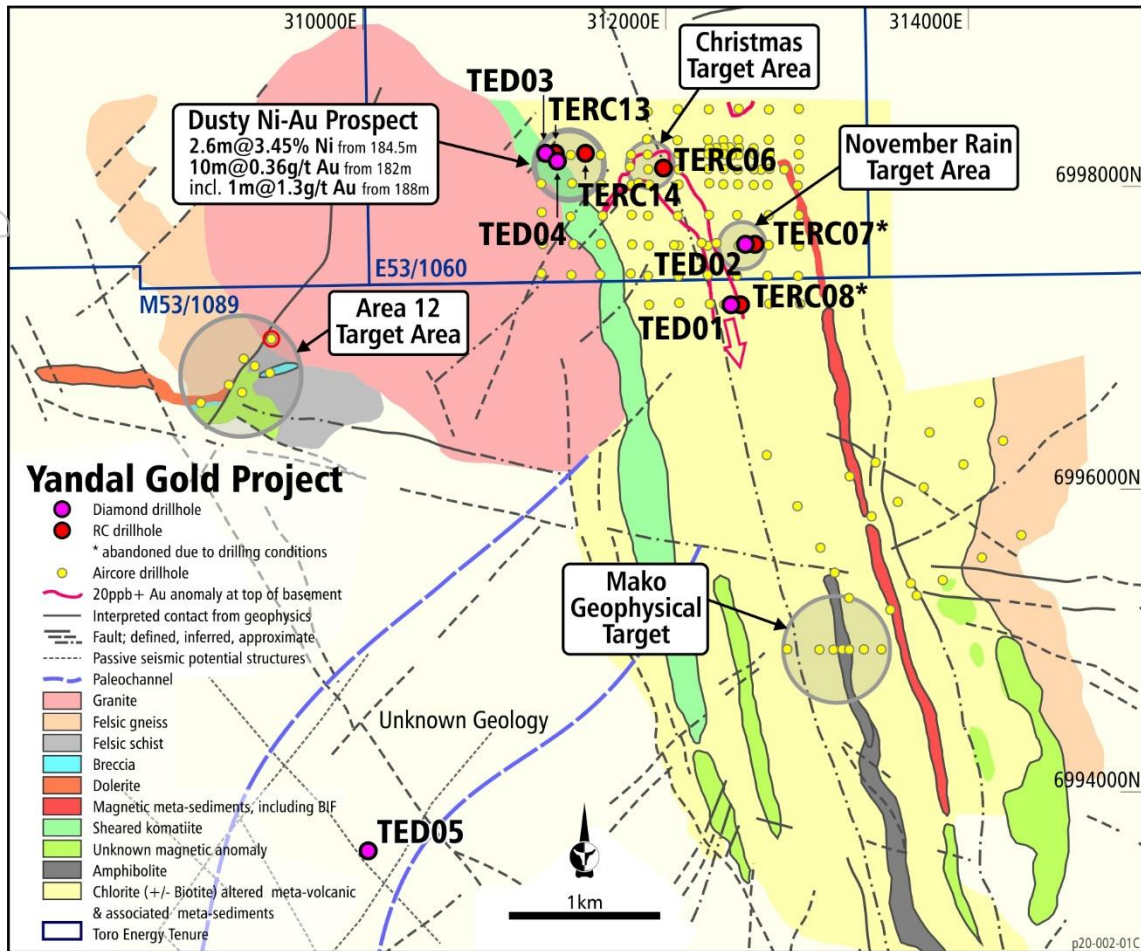 310000E
312000E
314000E
Christmas
Target Area
TED03
TERC13
Dusty Ni-Au Prospect
2.6m@3.45% Ni from 184.5m
10m@0.36g/t Au from 182m
incl. 1m@1.3g/t Au from 188m
November Rain
Target Area
TERC06
6998000N
TERC14
TED04
TERC07*
TED02
E53/1060
M53/1089
TERC08*
TED01
Area 12
Target Area
6996000N
Yandal Gold Project
Diamond drillhole
RC drillhole
* abandoned due to drilling conditions
Aircore drillhole
20ppb+ Au anomaly at top of basement
Interpreted contact from geophysics
Fault; defined, inferred, approximate
Passive seismic potential structures
Paleochannel
Granite
Felsic gneiss
Felsic schist
Breccia
Dolerite
Magnetic meta-sediments, including BIF
Sheared komatiite
Unknown magnetic anomaly
Amphibolite
Chlorite (+/- Biotite) altered meta-volcanic
& associated meta-sediments
Toro Energy Tenure
Mako
Geophysical
Target
Unknown Geology
6994000N
TED05
1km
p20-002-01C